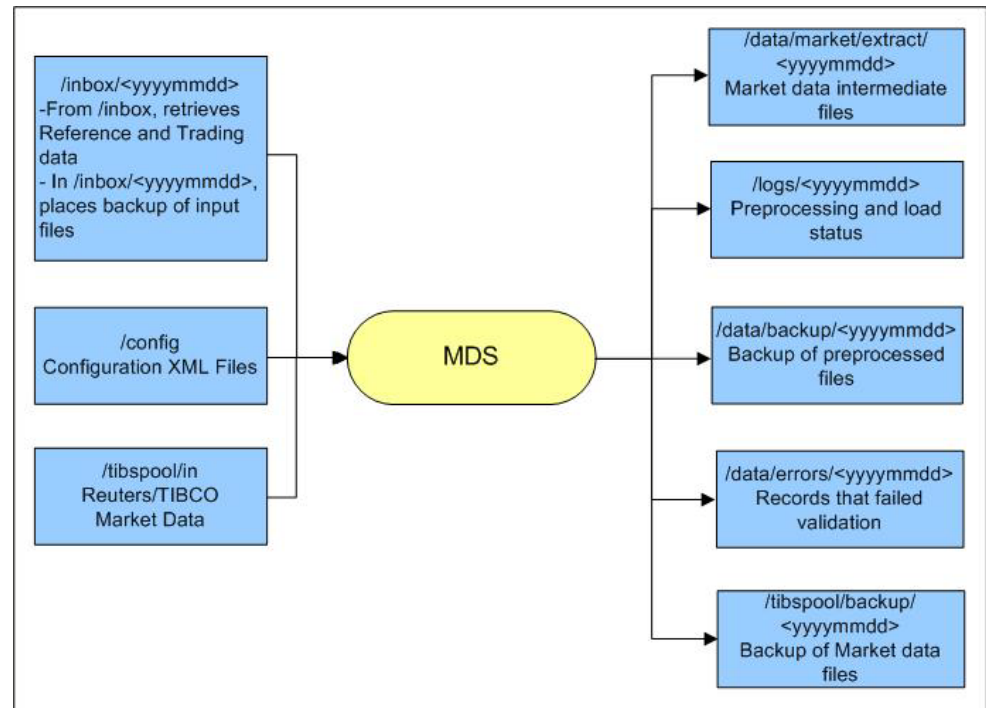 /inbox/<yyyymmdd>
-From /inbox, retrieves
Reference and Trading
data
- In /inbox/<yyyymmdd>,
places backup of input
files
/config
Configuration XML Files
/tibspool/in
Reuters/TIBCO
Market Data
MDS
/data/market/extract/
<yyyymmdd>
Market data intermediate
files
/logs/<yyyymmdd>
Preprocessing and load
status
/data/backup/<yyyymmdd>
Backup of preprocessed
files
/data/errors/<yyyymmdd>
Records that failed
validation
/tibspool/backup/
<yyyymmdd>
Backup of Market data
files